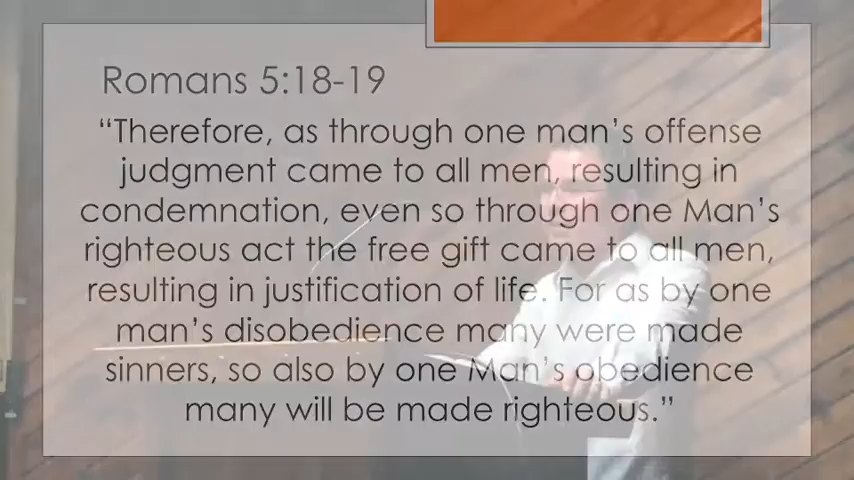 Romans 5:18-19
“Therefore, as through one man’s offense
judgment came to all men, resulting in
condemnation, even so through one Man’s
righteous act the free gift came to all men,
resulting in justification of life. For as by one
man’s disobedience many were made
sinners, so also by one Man’s obedience
many will be made righteous.”